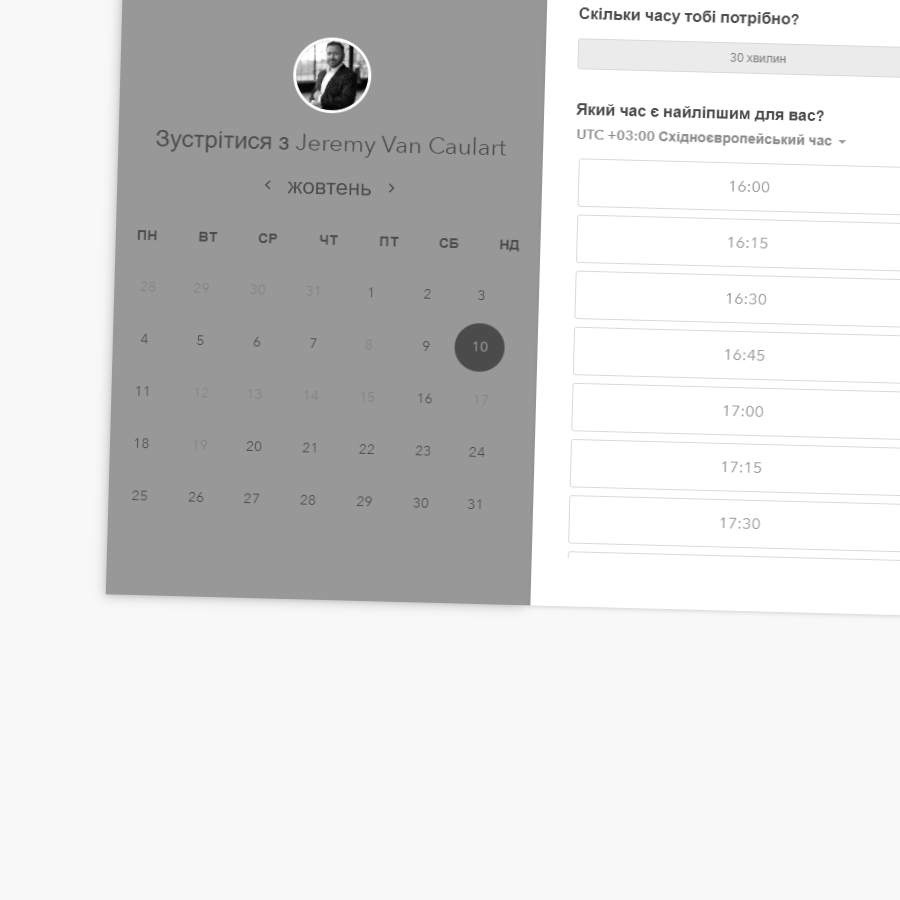 Зустрітися з Jeremy Van Caulart
‹ жовтень ›
ПН ВТ СР ЧТ ПТ СБ НД
28 29 30 31 1 2 3
4 5 6 7 8 9 10
11 12 13 14 15 16 17
18 19 20 21 22 23 24
25 26 27 28 29 30 31
Скільки часу тобі потрібно?
30 хвилин
Який час є найліпшим для вас?
UTC +03:00 Східноєвропейський час
16:00
16:15
16:30
16:45
17:00
17:15
17:30